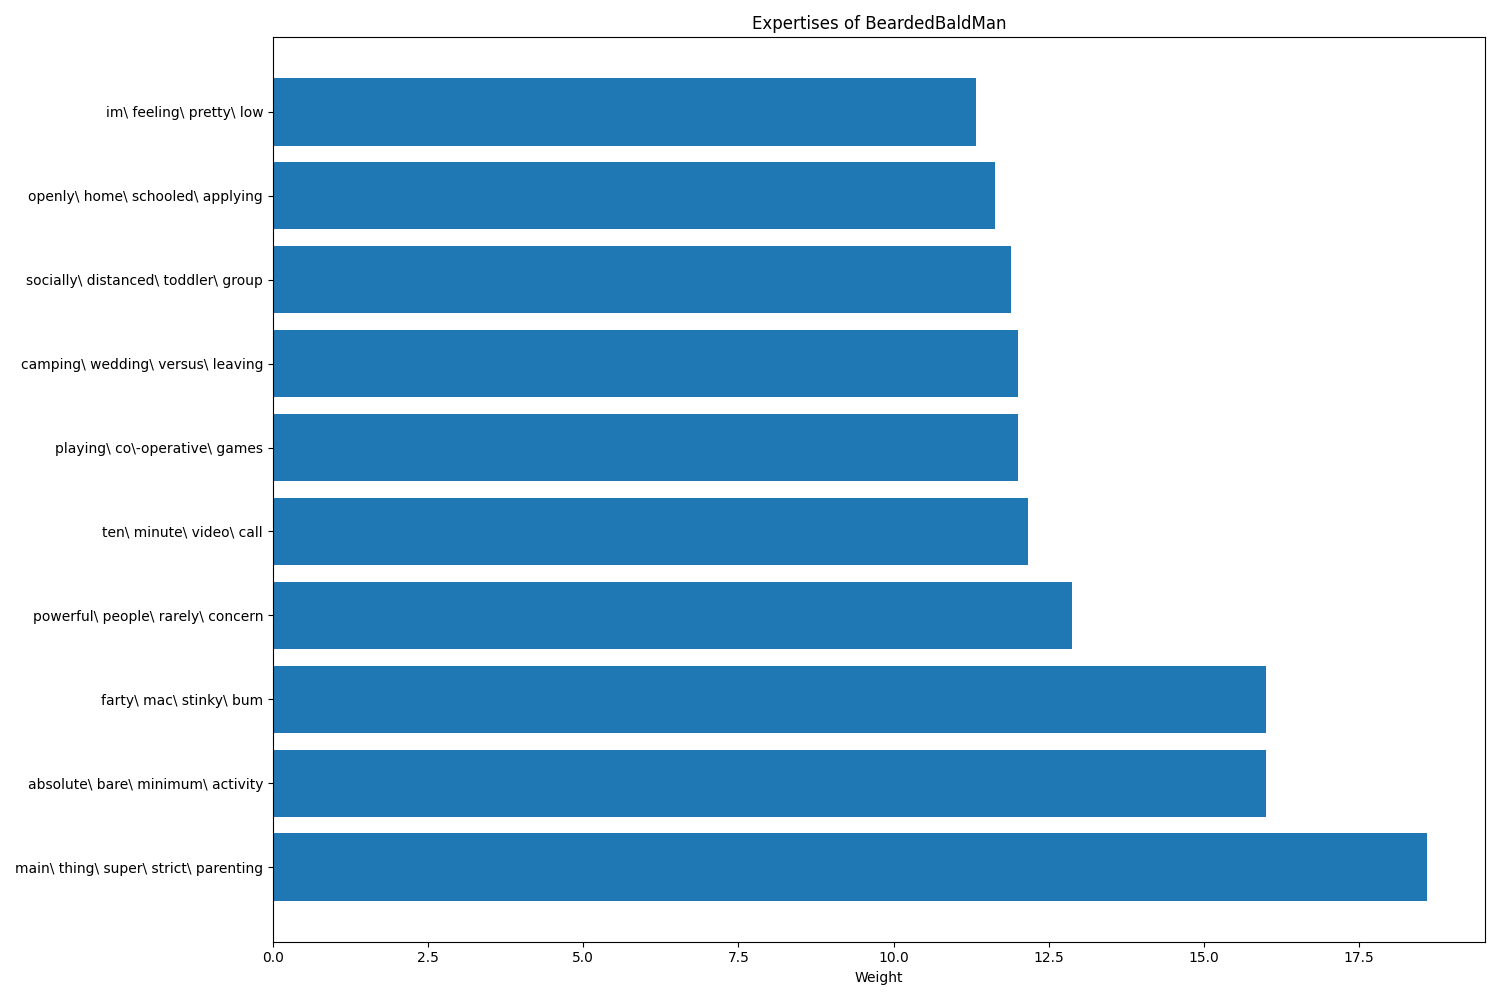 Expertises of BeardedBaldMan
im\ feeling\ pretty\ low
openly\ home\ schooled\ applying
socially\ distanced\ toddler\ group
camping\ wedding\ versus\ leaving
playing\ co\-operative\ games
ten\ minute\ video\ call
powerful\ people\ rarely\ concern
farty\ mac\ stinky\ bum
absolute\ bare\ minimum\ activity
main\ thing\ super\ strict\ parenting
0.0 2.5 5.0 7.5 10.0 12.5 15.0 17.5
Weight